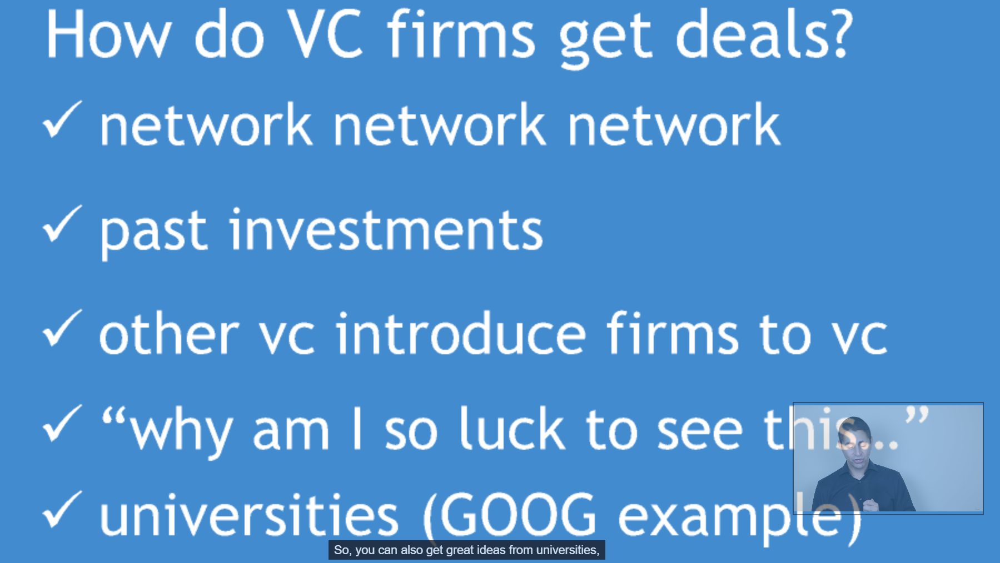 How do VC firms get deals?
✓ network network network
✓ past investments
✓ other vc introduce firms to vc
✓ “why am I so luck to see this...”
✓ universities (GOOG example)
So, you can also get great ideas from universities,